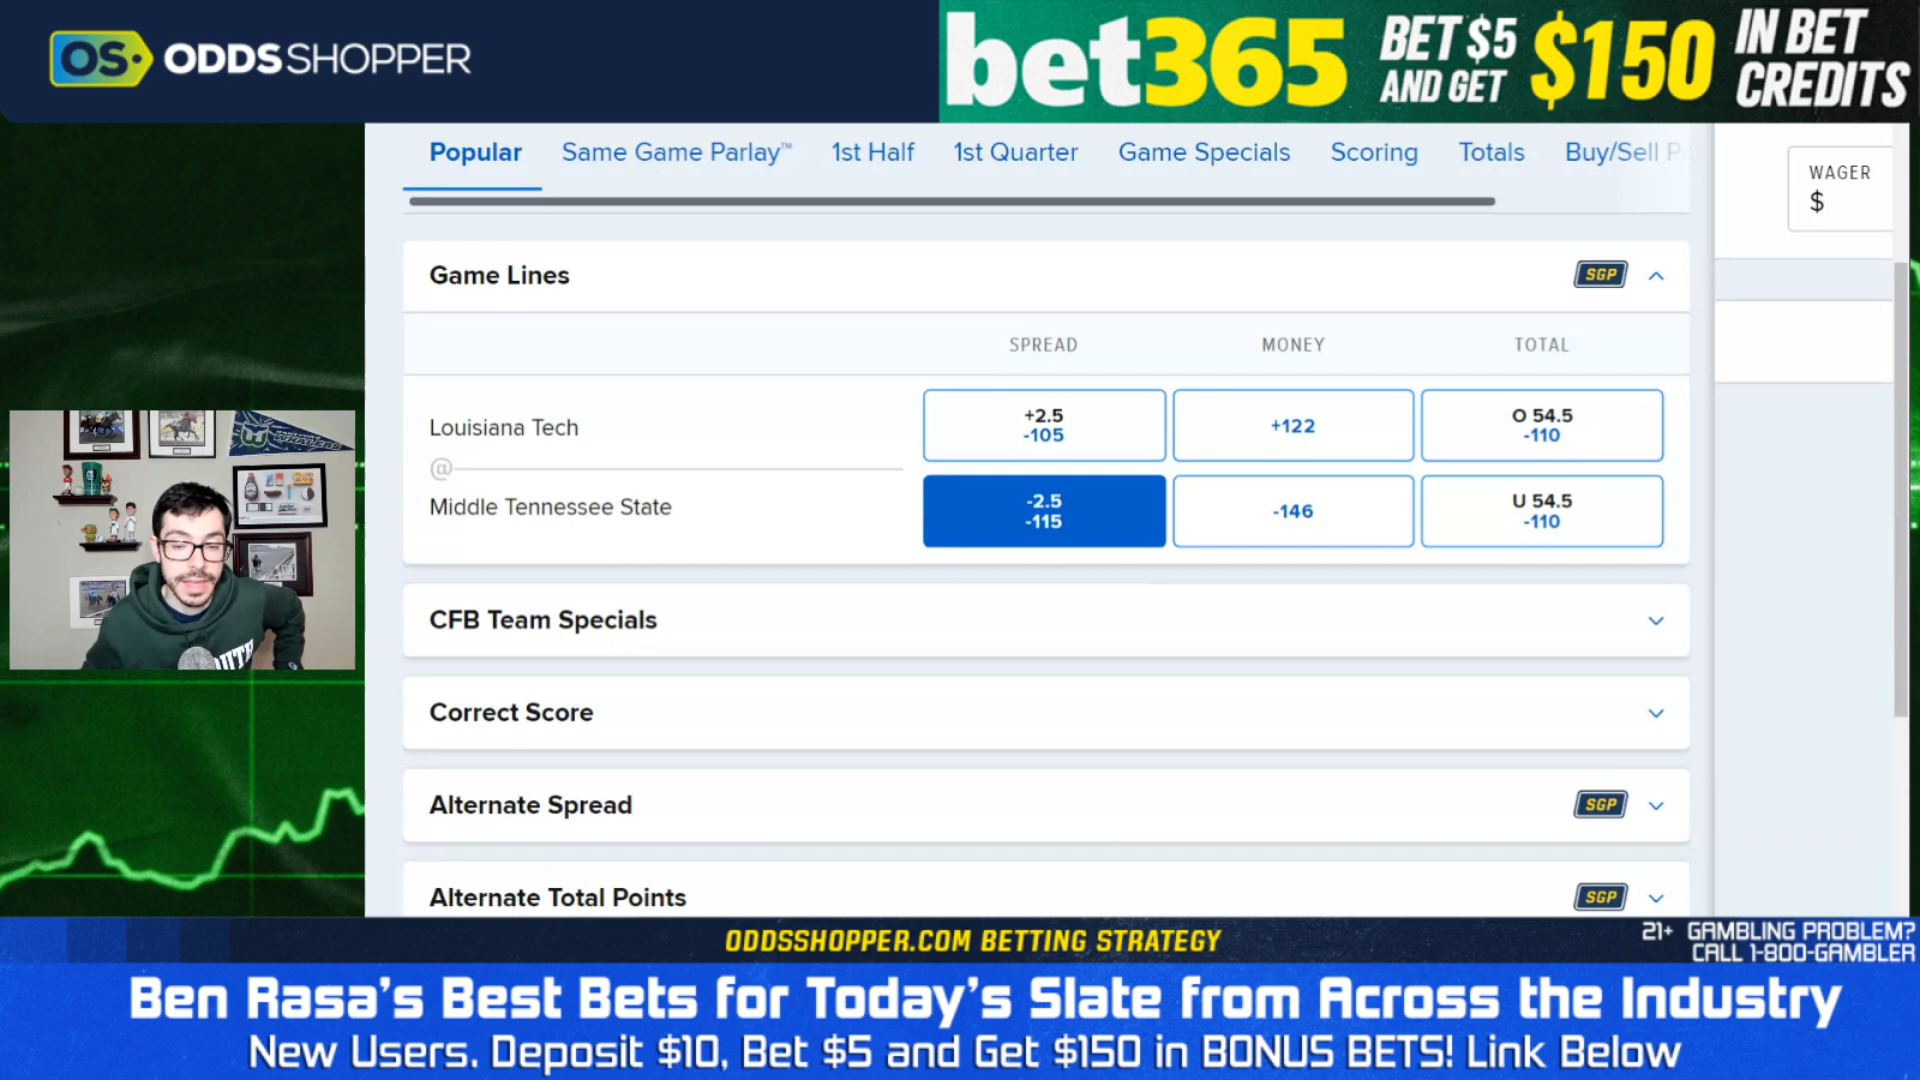 OS ODDSSHOPPER
bet365 BET $5 AND GET $150 IN BET CREDITS
Popular Same Game Parlay™ 1st Half 1st Quarter Game Specials Scoring Totals Buy/Sell P
WAGER
$
Game Lines SGP
SPREAD MONEY TOTAL
Louisiana Tech
+2.5
-105
+122
O 54.5
-110
@
Middle Tennessee State
-2.5
-115
-146
U 54.5
-110
CFB Team Specials
Correct Score
Alternate Spread SGP
Alternate Total Points SGP
WHALERS
ODDSSHOPPER.COM BETTING STRATEGY
21+ GAMBLING PROBLEM?
CALL 1-800-GAMBLER
Ben Rasa's Best Bets for Today's Slate from Across the Industry
New Users. Deposit $10, Bet $5 and Get $150 in BONUS BETS! Link Below